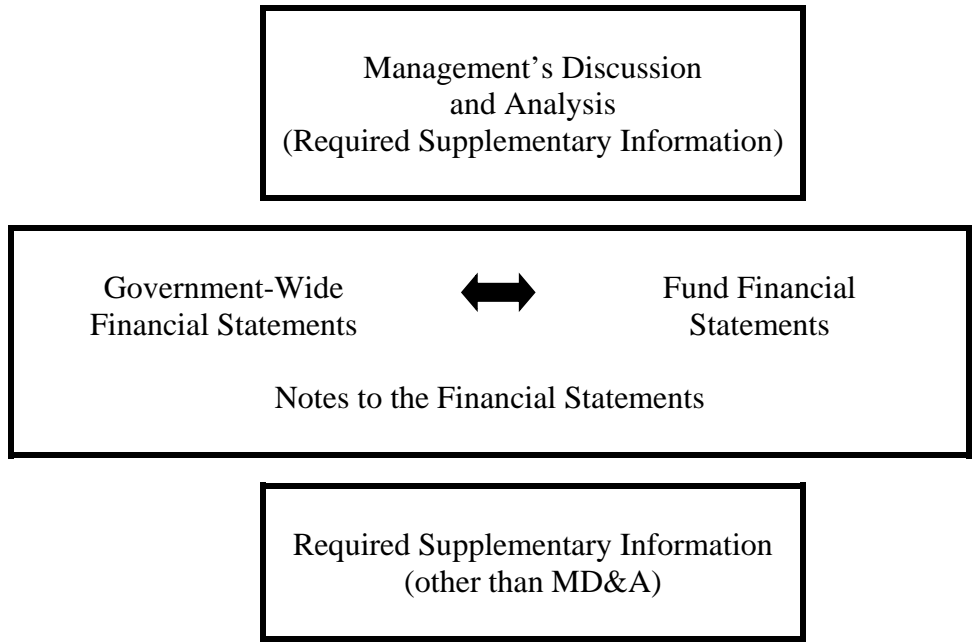 Management’s Discussion
and Analysis
(Required Supplementary Information)
Government-Wide
Financial Statements
Fund Financial
Statements
Notes to the Financial Statements
Required Supplementary Information
(other than MD&A)